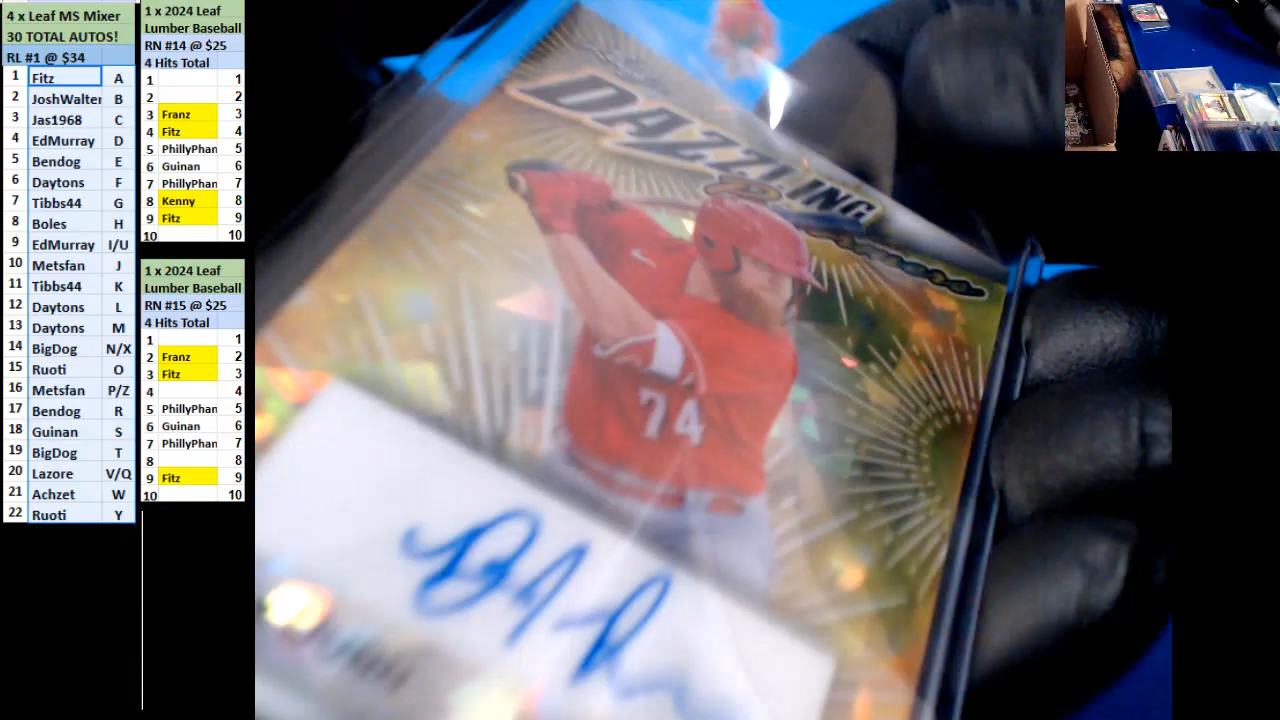 4 x Leaf MS Mixer
30 TOTAL AUTOS!
RL #1 @ $34
1 Fitz A
2 JoshWalter B
3 Jas1968 C
4 EdMurray D
5 Bendog E
6 Daytons F
7 Tibbs44 G
8 Boles H
9 EdMurray I/U
10 Metsfan J
11 Tibbs44 K
12 Daytons L
13 Daytons M
14 BigDog N/X
15 Ruoti O
16 Metsfan P/Z
17 Bendog R
18 Guinan S
19 BigDog T
20 Lazore V/Q
21 Achzet W
22 Ruoti Y
1 x 2024 Leaf
Lumber Baseball
RN #14 @ $25
4 Hits Total
1 1
2 2
3 Franz 3
4 Fitz 4
5 PhillyPhan 5
6 Guinan 6
7 PhillyPhan 7
8 Kenny 8
9 Fitz 9
10 10
1 x 2024 Leaf
Lumber Baseball
RN #15 @ $25
4 Hits Total
1 1
2 Franz 2
3 Fitz 3
4 4
5 PhillyPhan 5
6 Guinan 6
7 PhillyPhan 7
8 8
9 Fitz 9
10 10
DAZZLING
74